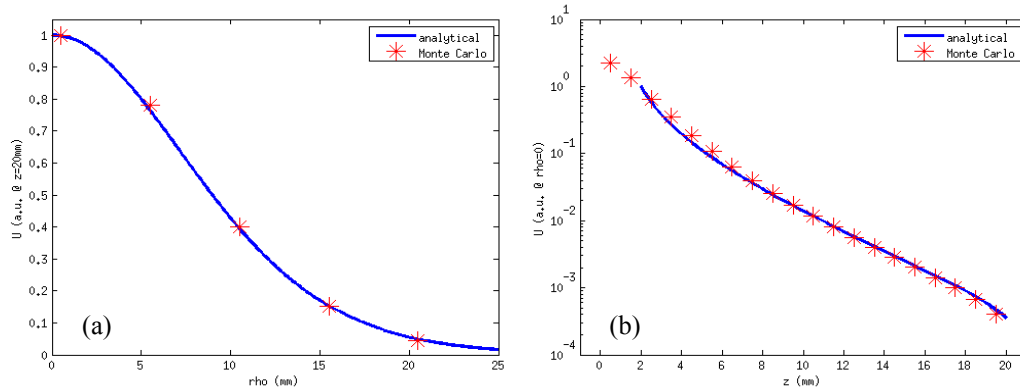 analytical
Monte Carlo
1
0.9
0.8
0.7
0.6
0.5
0.4
0.3
0.2
0.1
0
U (a.u. @ z=20mm)
(a)
0 5 10 15 20 25
rho (mm)
analytical
Monte Carlo
10^1
10^0
10^-1
10^-2
10^-3
10^-4
U (a.u. @ rho=0)
(b)
0 2 4 6 8 10 12 14 16 18 20
z (mm)